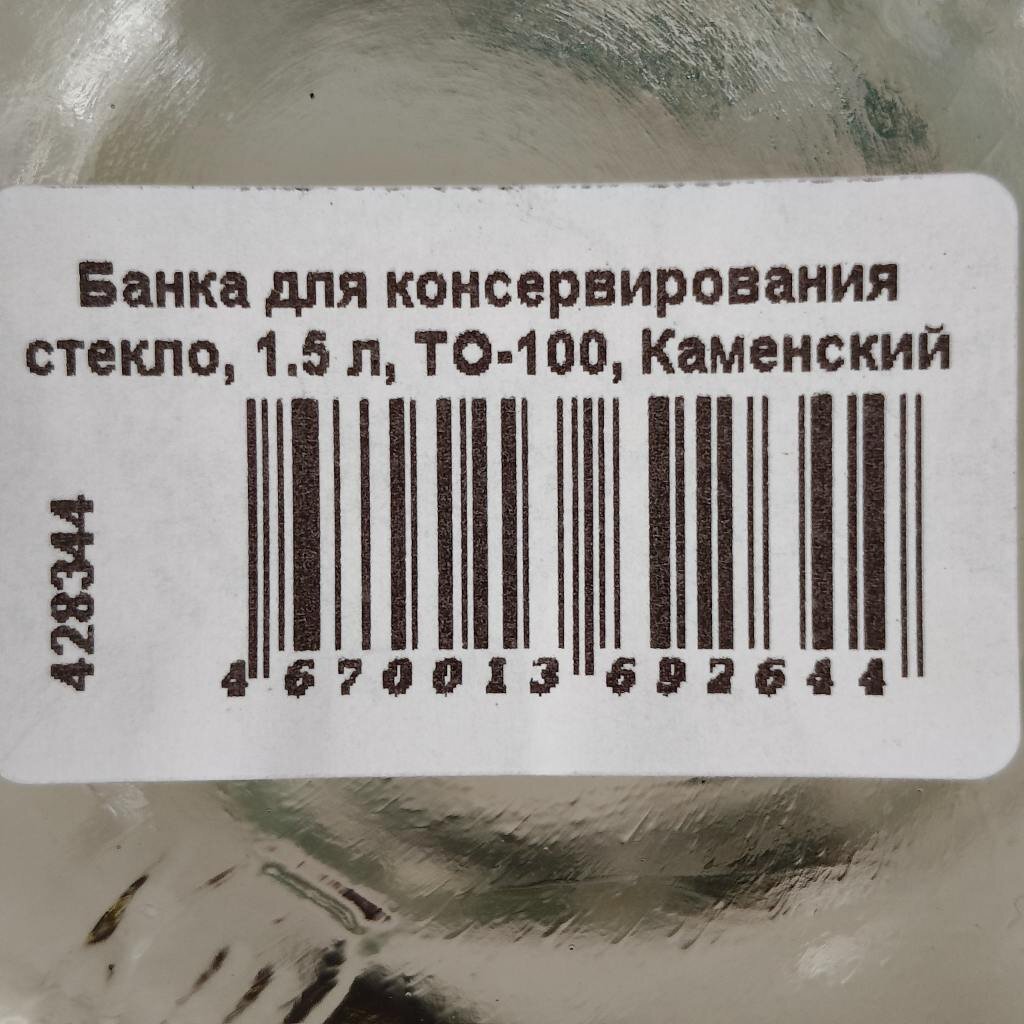 Банка для консервирования
стекло, 1.5 л, ТО-100, Каменский
428344
4 670013 692644